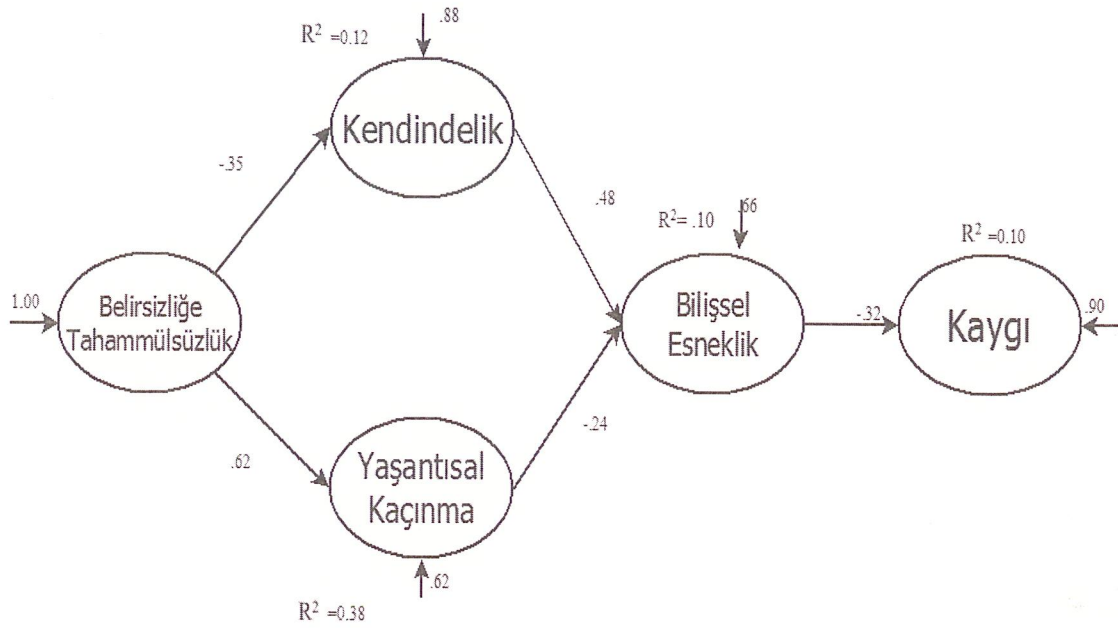 R² =0.12
.88
Kendindelik
-.35
.48
R²= .10
.66
R² =0.10
1.00
Belirsizliğe
Tahammülsüzlük
Bilişsel
Esneklik
-.32
Kaygı
.90
.62
-.24
Yaşantısal
Kaçınma
.62
R² =0.38